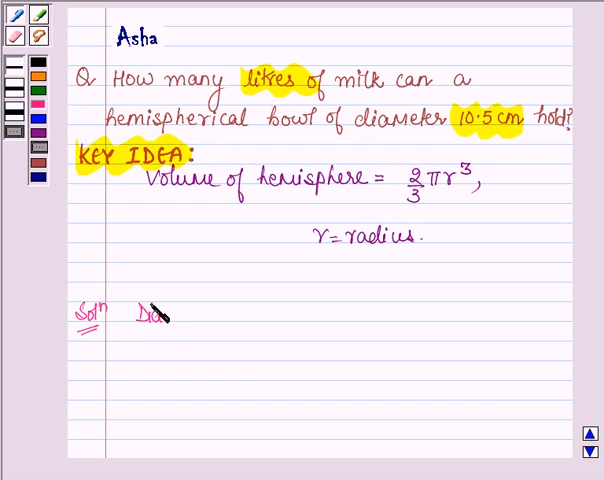 Asha
Q How many litres of milk can a
hemispherical bowl of diameter 10.5 cm hold?
KEY IDEA:
Volume of hemisphere = 2/3 πr³,
r = radius.
Solⁿ Dia